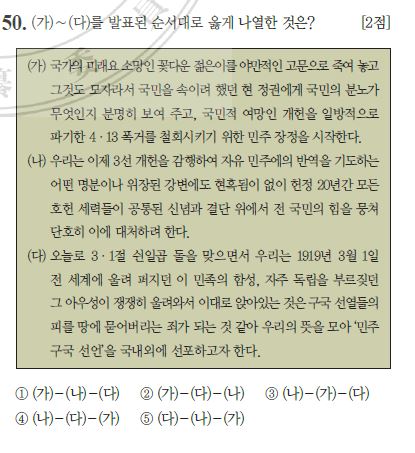 50. (가)~(다)를 발표된 순서대로 옳게 나열한 것은? [2점]
(가) 국가의 미래요 소망인 꽃다운 젊은이를 야만적인 고문으로 죽여 놓고
그것도 모자라서 국민을 속이려 했던 현 정권에게 국민의 분노가
무엇인지 분명히 보여 주고, 국민적 여망인 개헌을 일방적으로
파기한 4·13 폭거를 철회시키기 위한 민주 장정을 시작한다.
(나) 우리는 이제 3선 개헌을 감행하여 자유 민주에의 반역을 기도하는
어떤 명분이나 위장된 강변에도 현혹됨이 없이 헌정 20년간 모든
호헌 세력들이 공통된 신념과 결단 위에서 전 국민의 힘을 뭉쳐
단호히 이에 대처하려 한다.
(다) 오늘로 3·1절 쉰일곱 돌을 맞으면서 우리는 1919년 3월 1일
전 세계에 울려 퍼지던 이 민족의 함성, 자주 독립을 부르짖던
그 아우성이 쟁쟁히 울려와서 이대로 앉아있는 것은 구국 선열들의
피를 땅에 묻어버리는 죄가 되는 것 같아 우리의 뜻을 모아 '민주
구국 선언'을 국내외에 선포하고자 한다.
① (가)-(나)-(다) ② (가)-(다)-(나) ③ (나)-(가)-(다)
④ (나)-(다)-(가) ⑤ (다)-(나)-(가)